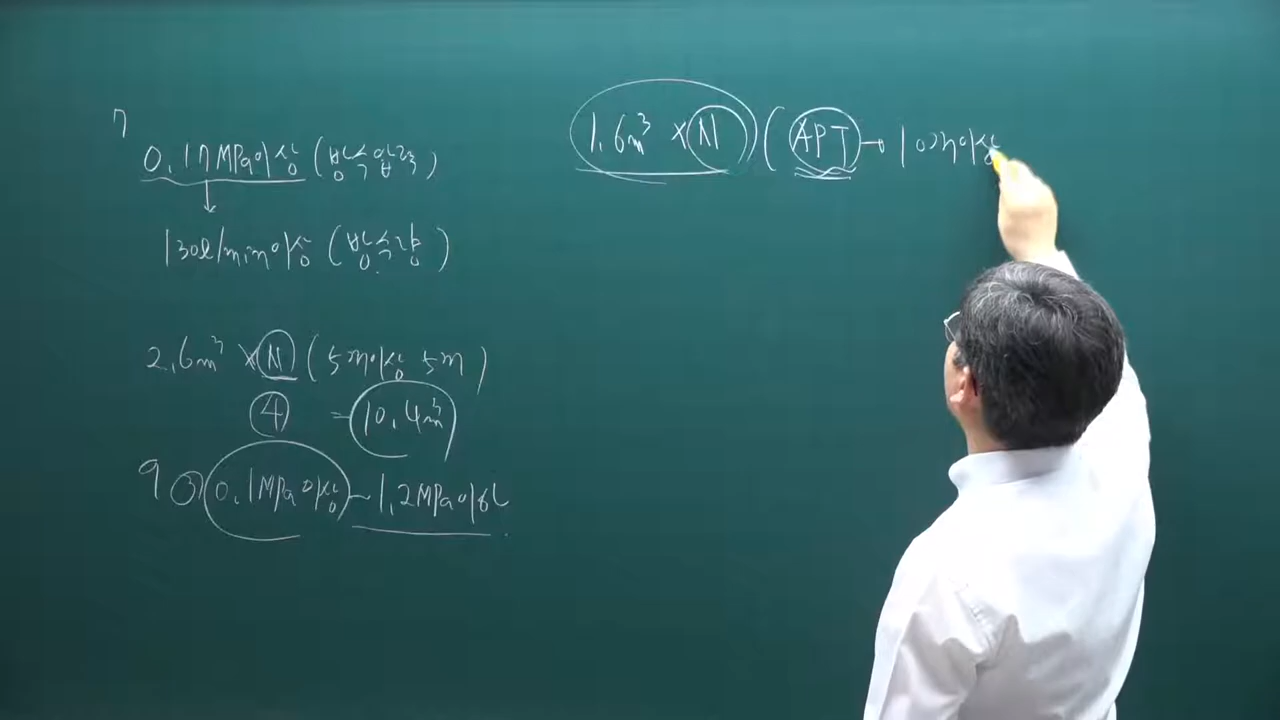 7
0.17MPa이상 (방수압력)
130ℓ/min이상 (방수량)
2.6m³ ×N (5개이상 5개)
4 = 10.4m³
9 ③ 0.1MPa이상 ~ 1.2MPa이하
1.6m³ ×N (APT → 10개이상